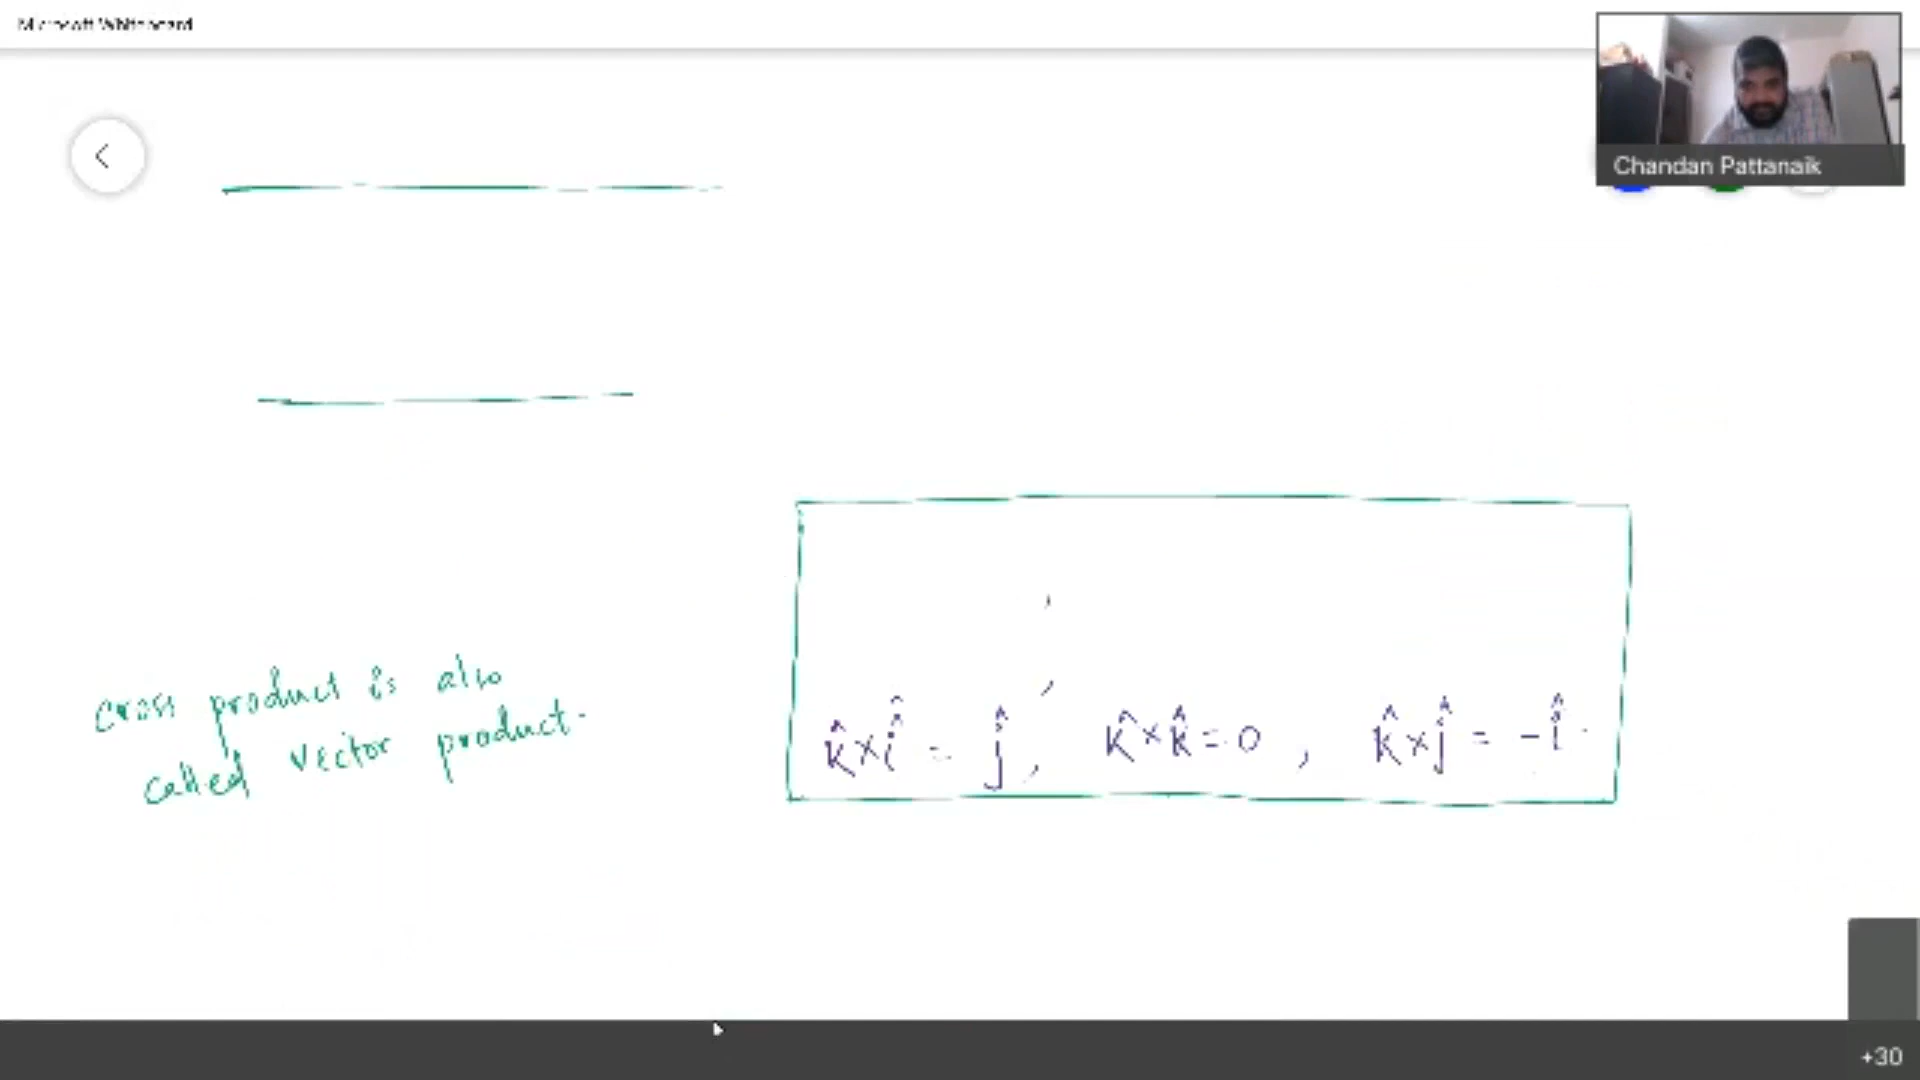 Microsoft Whiteboard
Chandan Pattanaik
cross product is also
called vector product.
k̂×î = ĵ, k̂×k̂=0, k̂×ĵ = -î.
+30